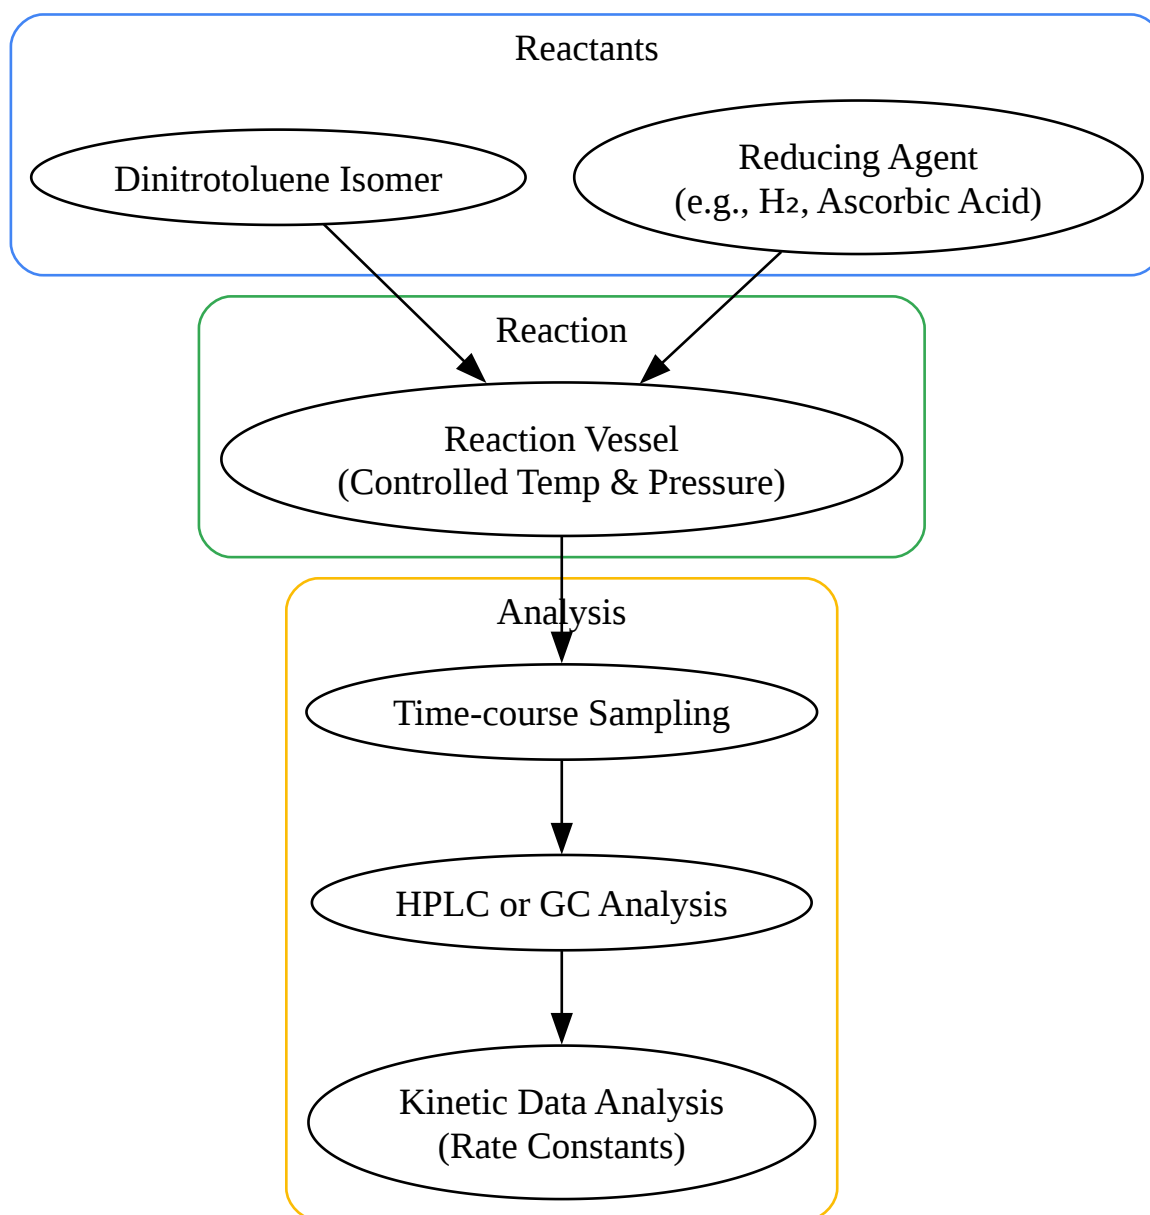 Reactants
Dinitrotoluene Isomer
Reducing Agent
(e.g., H₂, Ascorbic Acid)
Reaction
Reaction Vessel
(Controlled Temp & Pressure)
Analysis
Time-course Sampling
HPLC or GC Analysis
Kinetic Data Analysis
(Rate Constants)